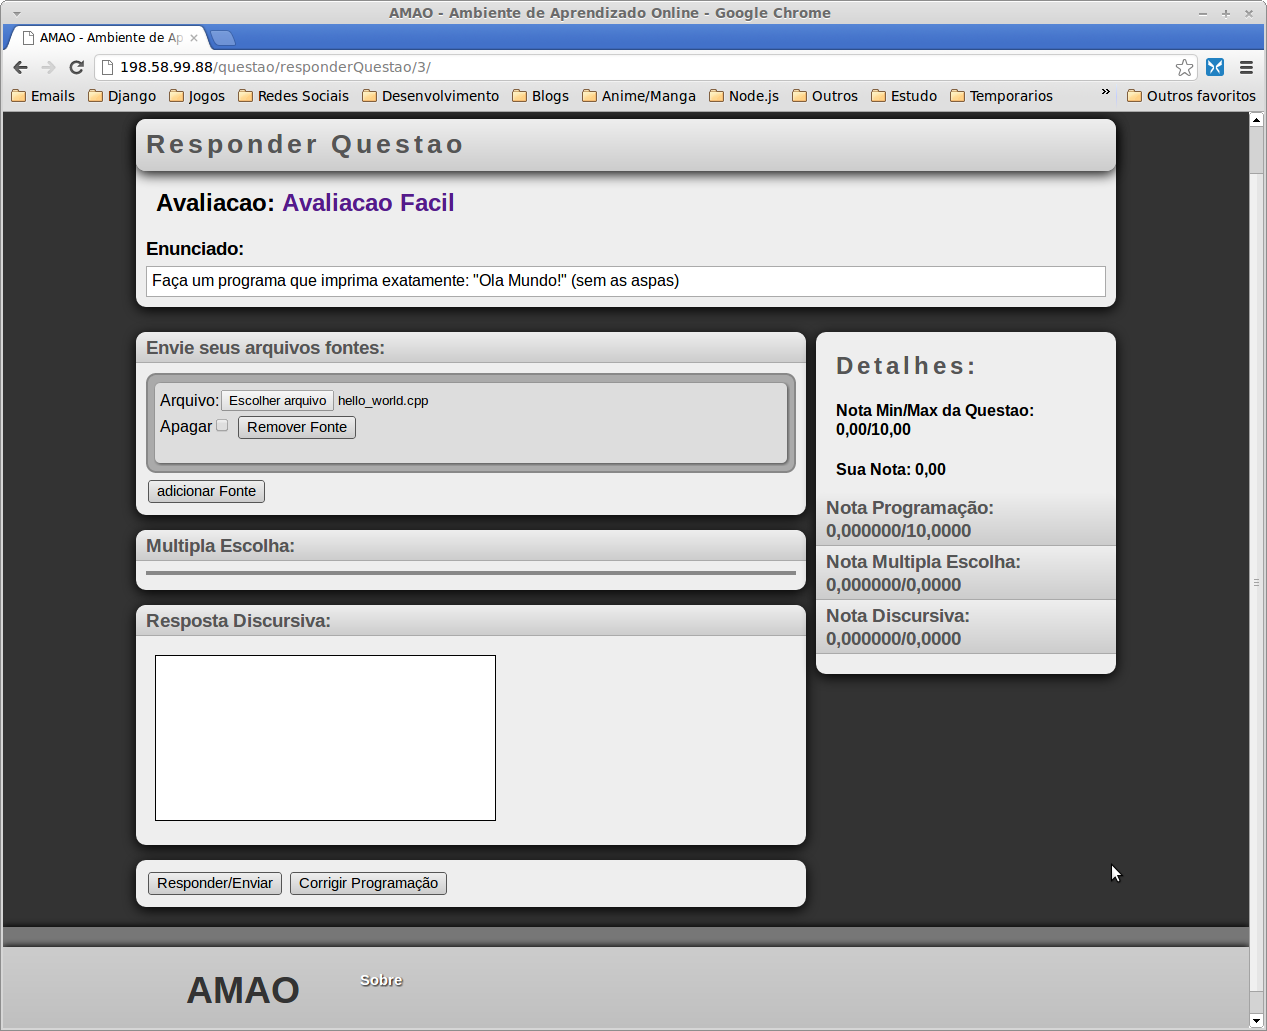 AMAO - Ambiente de Aprendizado Online - Google Chrome
AMAO - Ambiente de Ap
198.58.99.88/questao/responderQuestao/3/
Emails Django Jogos Redes Sociais Desenvolvimento Blogs Anime/Manga Node.js Outros Estudo Temporarios » Outros favoritos
Responder Questao
Avaliacao: Avaliacao Facil
Enunciado:
Faça um programa que imprima exatamente: "Ola Mundo!" (sem as aspas)
Envie seus arquivos fontes:
Arquivo: Escolher arquivo hello_world.cpp
Apagar Remover Fonte
adicionar Fonte
Multipla Escolha:
Resposta Discursiva:
Responder/Enviar Corrigir Programação
Detalhes:
Nota Min/Max da Questao:
0,00/10,00
Sua Nota: 0,00
Nota Programação:
0,000000/10,0000
Nota Multipla Escolha:
0,000000/0,0000
Nota Discursiva:
0,000000/0,0000
AMAO Sobre